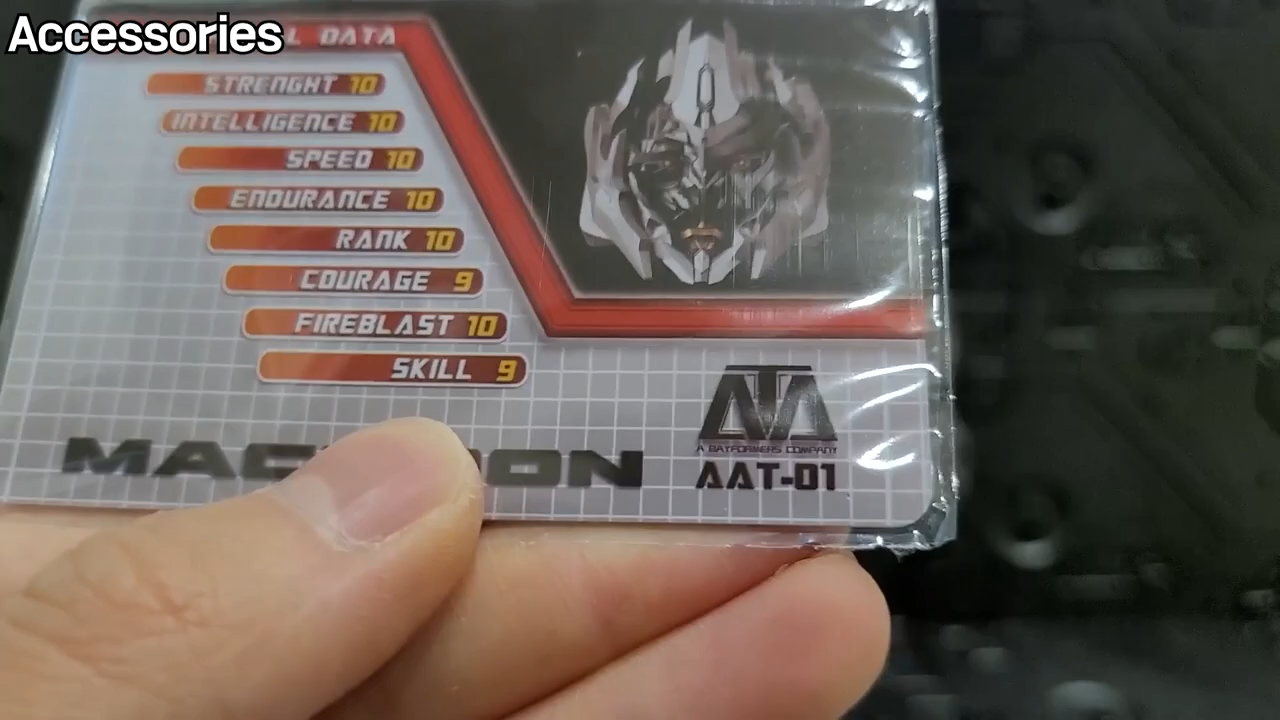 Accessories
L DATA
STRENGHT 10
INTELLIGENCE 10
SPEED 10
ENDURANCE 10
RANK 10
COURAGE 9
FIREBLAST 10
SKILL 9
ATA
A BAYFORMERS COMPANY
AAT-01